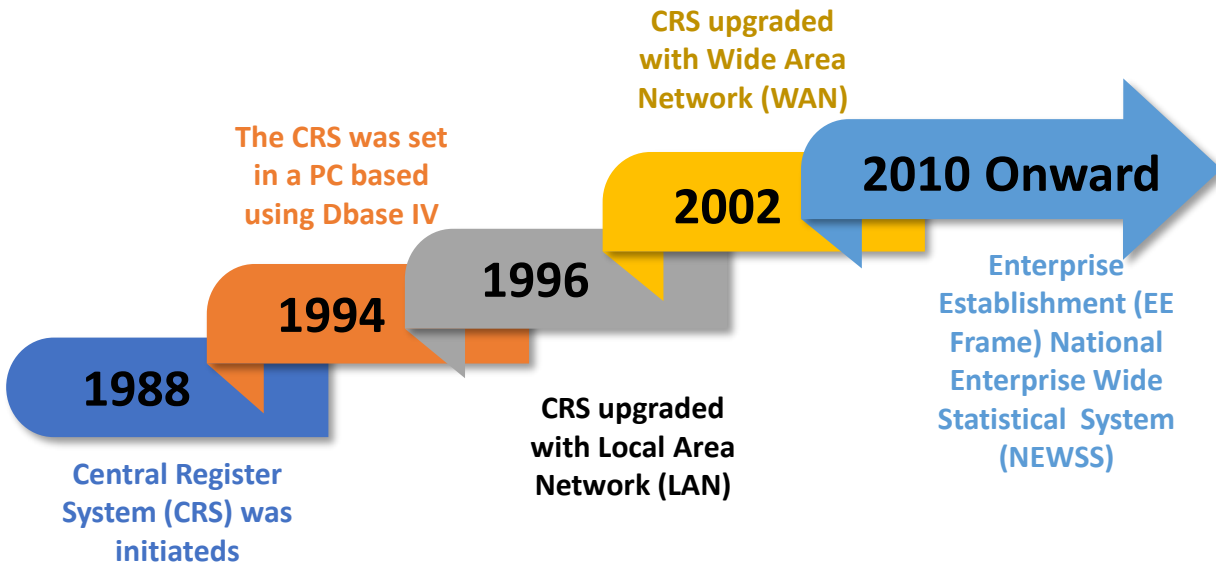 1988
Central Register
System (CRS) was
initiateds
The CRS was set
in a PC based
using Dbase IV
1994
1996
CRS upgraded
with Local Area
Network (LAN)
CRS upgraded
with Wide Area
Network (WAN)
2002
2010 Onward
Enterprise
Establishment (EE
Frame) National
Enterprise Wide
Statistical System
(NEWSS)